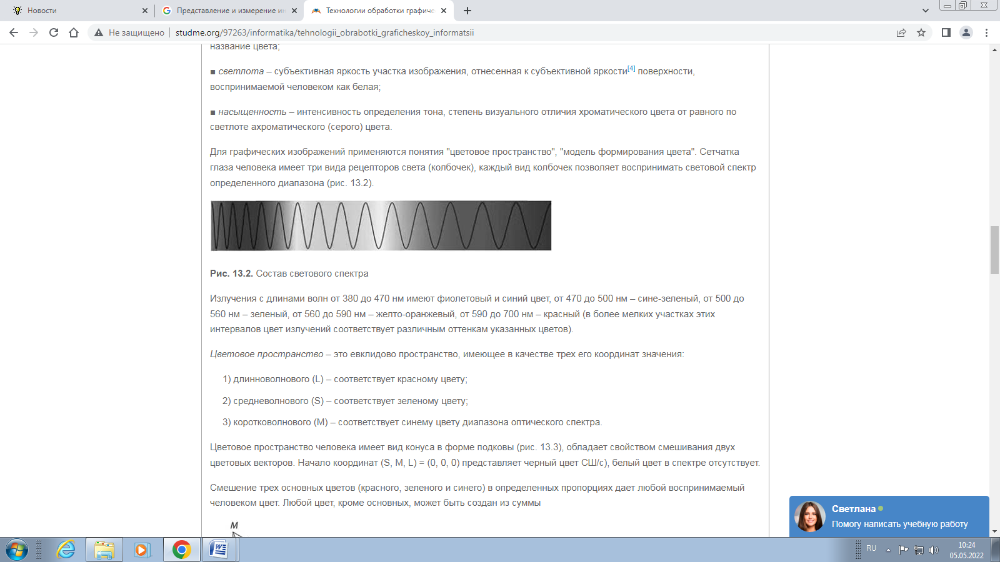 Новости
Представление и измерение ин
Технологии обработки графиче
Не защищено
studme.org/97263/informatika/tehnologii_obrabotki_graficheskoy_informatsii
название цвета;
■ светлота – субъективная яркость участка изображения, отнесенная к субъективной яркости[4] поверхности,
воспринимаемой человеком как белая;
■ насыщенность – интенсивность определения тона, степень визуального отличия хроматического цвета от равного по
светлоте ахроматического (серого) цвета.
Для графических изображений применяются понятия "цветовое пространство", "модель формирования цвета". Сетчатка
глаза человека имеет три вида рецепторов света (колбочек), каждый вид колбочек позволяет воспринимать световой спектр
определенного диапазона (рис. 13.2).
Рис. 13.2. Состав светового спектра
Излучения с длинами волн от 380 до 470 нм имеют фиолетовый и синий цвет, от 470 до 500 нм – сине-зеленый, от 500 до
560 нм – зеленый, от 560 до 590 нм – желто-оранжевый, от 590 до 700 нм – красный (в более мелких участках этих
интервалов цвет излучений соответствует различным оттенкам указанных цветов).
Цветовое пространство – это евклидово пространство, имеющее в качестве трех его координат значения:
1) длинноволнового (L) – соответствует красному цвету;
2) средневолнового (S) – соответствует зеленому цвету;
3) коротковолнового (М) – соответствует синему цвету диапазона оптического спектра.
Цветовое пространство человека имеет вид конуса в форме подковы (рис. 13.3), обладает свойством смешивания двух
цветовых векторов. Начало координат (S, М, L) = (0, 0, 0) представляет черный цвет СШ/с), белый цвет в спектре отсутствует.
Смешение трех основных цветов (красного, зеленого и синего) в определенных пропорциях дает любой воспринимаемый
человеком цвет. Любой цвет, кроме основных, может быть создан из суммы
M
Светлана
Помогу написать учебную работу
RU
10:24
05.05.2022